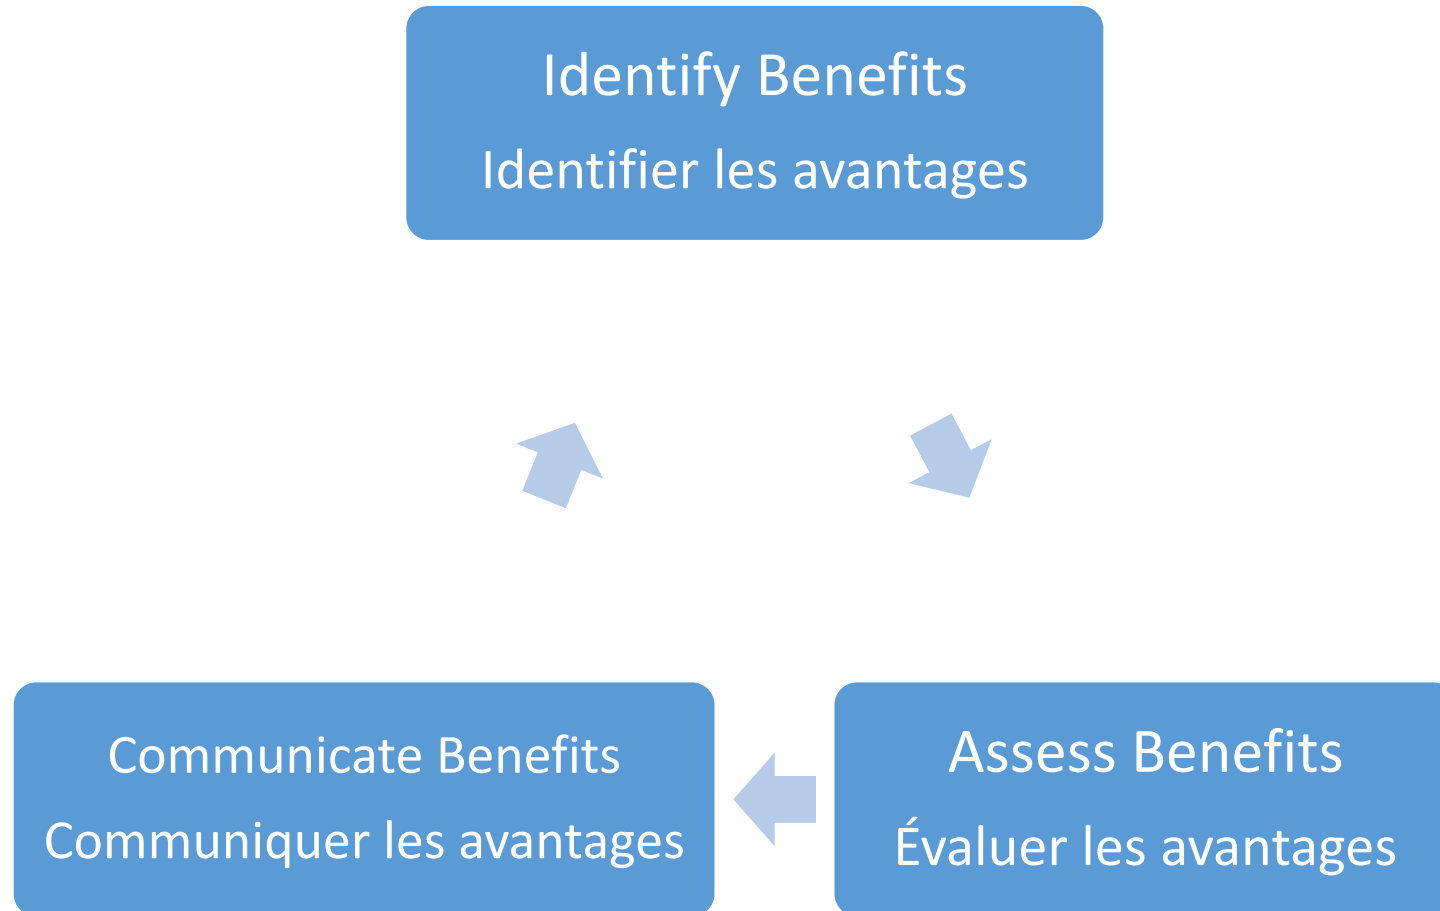 Identify Benefits
Identifier les avantages
Communicate Benefits
Communiquer les avantages
Assess Benefits
Évaluer les avantages